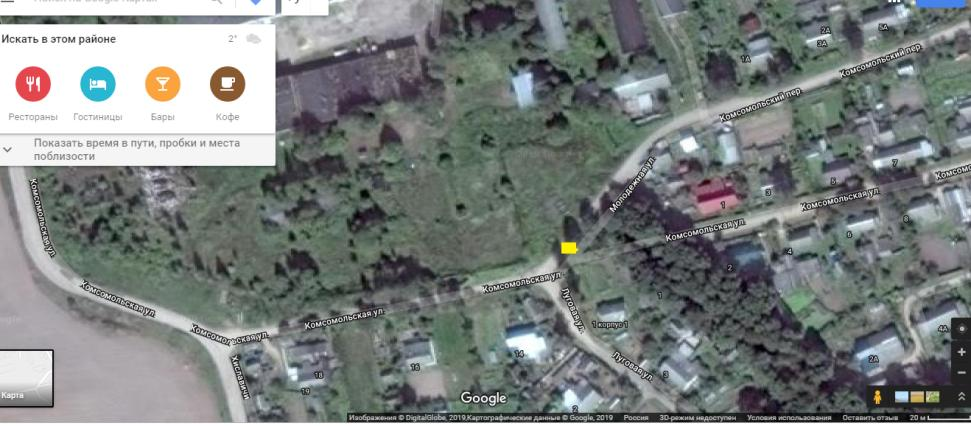 Поиск на Google Картах
Искать в этом районе
2°
Рестораны
Гостиницы
Бары
Кофе
Показать время в пути, пробки и места
поблизости
Комсомольская ул.
Комсомольская ул.
Комсомольская ул.
Хиславичи
Комсомольская ул.
Комсомольская ул.
Луговая ул.
Луговая ул.
Молодежная ул.
Комсомольский пер.
Комсомольский пер.
Комсомольская ул.
Комсомольская ул.
2А
3А
1А
5А
7
5
3
1
8
6
4
2
1
1 корпус 1
14
16
18
19
3
2
2А
4А
Карта
Google
Изображения © DigitalGlobe, 2019,Картографические данные © Google, 2019
Россия
3D-режим недоступен
Условия использования
Оставить отзыв
20 м